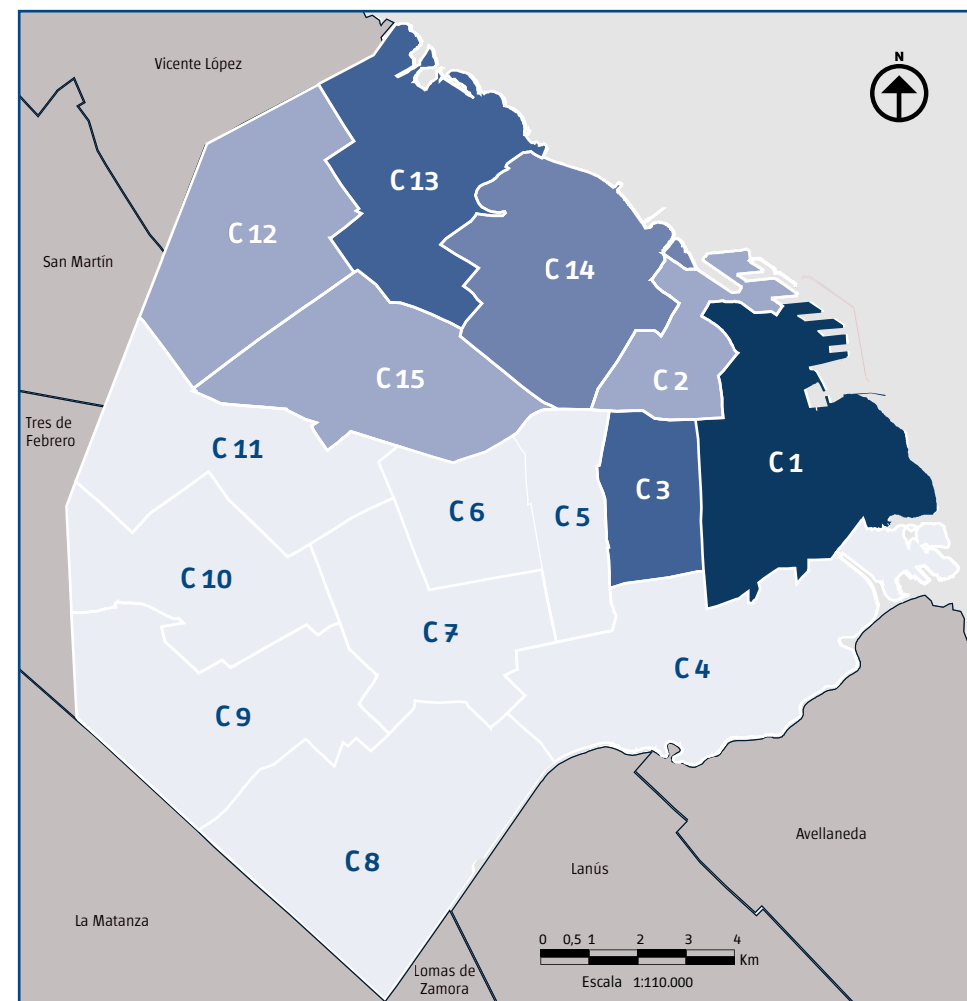 Vicente López
N
C 13
C 12
San Martín
C 14
C 15
C 2
Tres de
Febrero
C 11
C 1
C 3
C 6
C 5
C 10
C 7
C 4
C 9
Avellaneda
C 8
Lanús
La Matanza
0 0,5 1 2 3 4
Km
Lomas de
Zamora
Escala 1:110.000